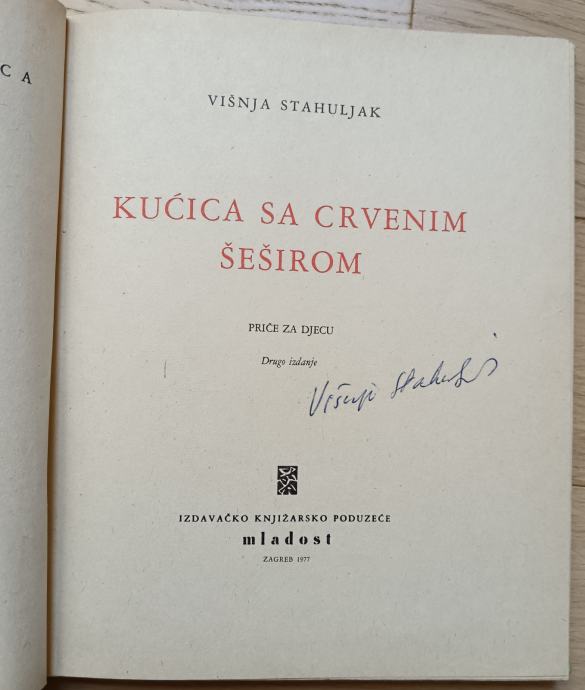 C A
VIŠNJA STAHULJAK
KUĆICA SA CRVENIM
ŠEŠIROM
PRIČE ZA DJECU
Drugo izdanje
Višnja Stahuljak
IZDAVAČKO KNJIŽARSKO PODUZEĆE
mladost
ZAGREB 1977